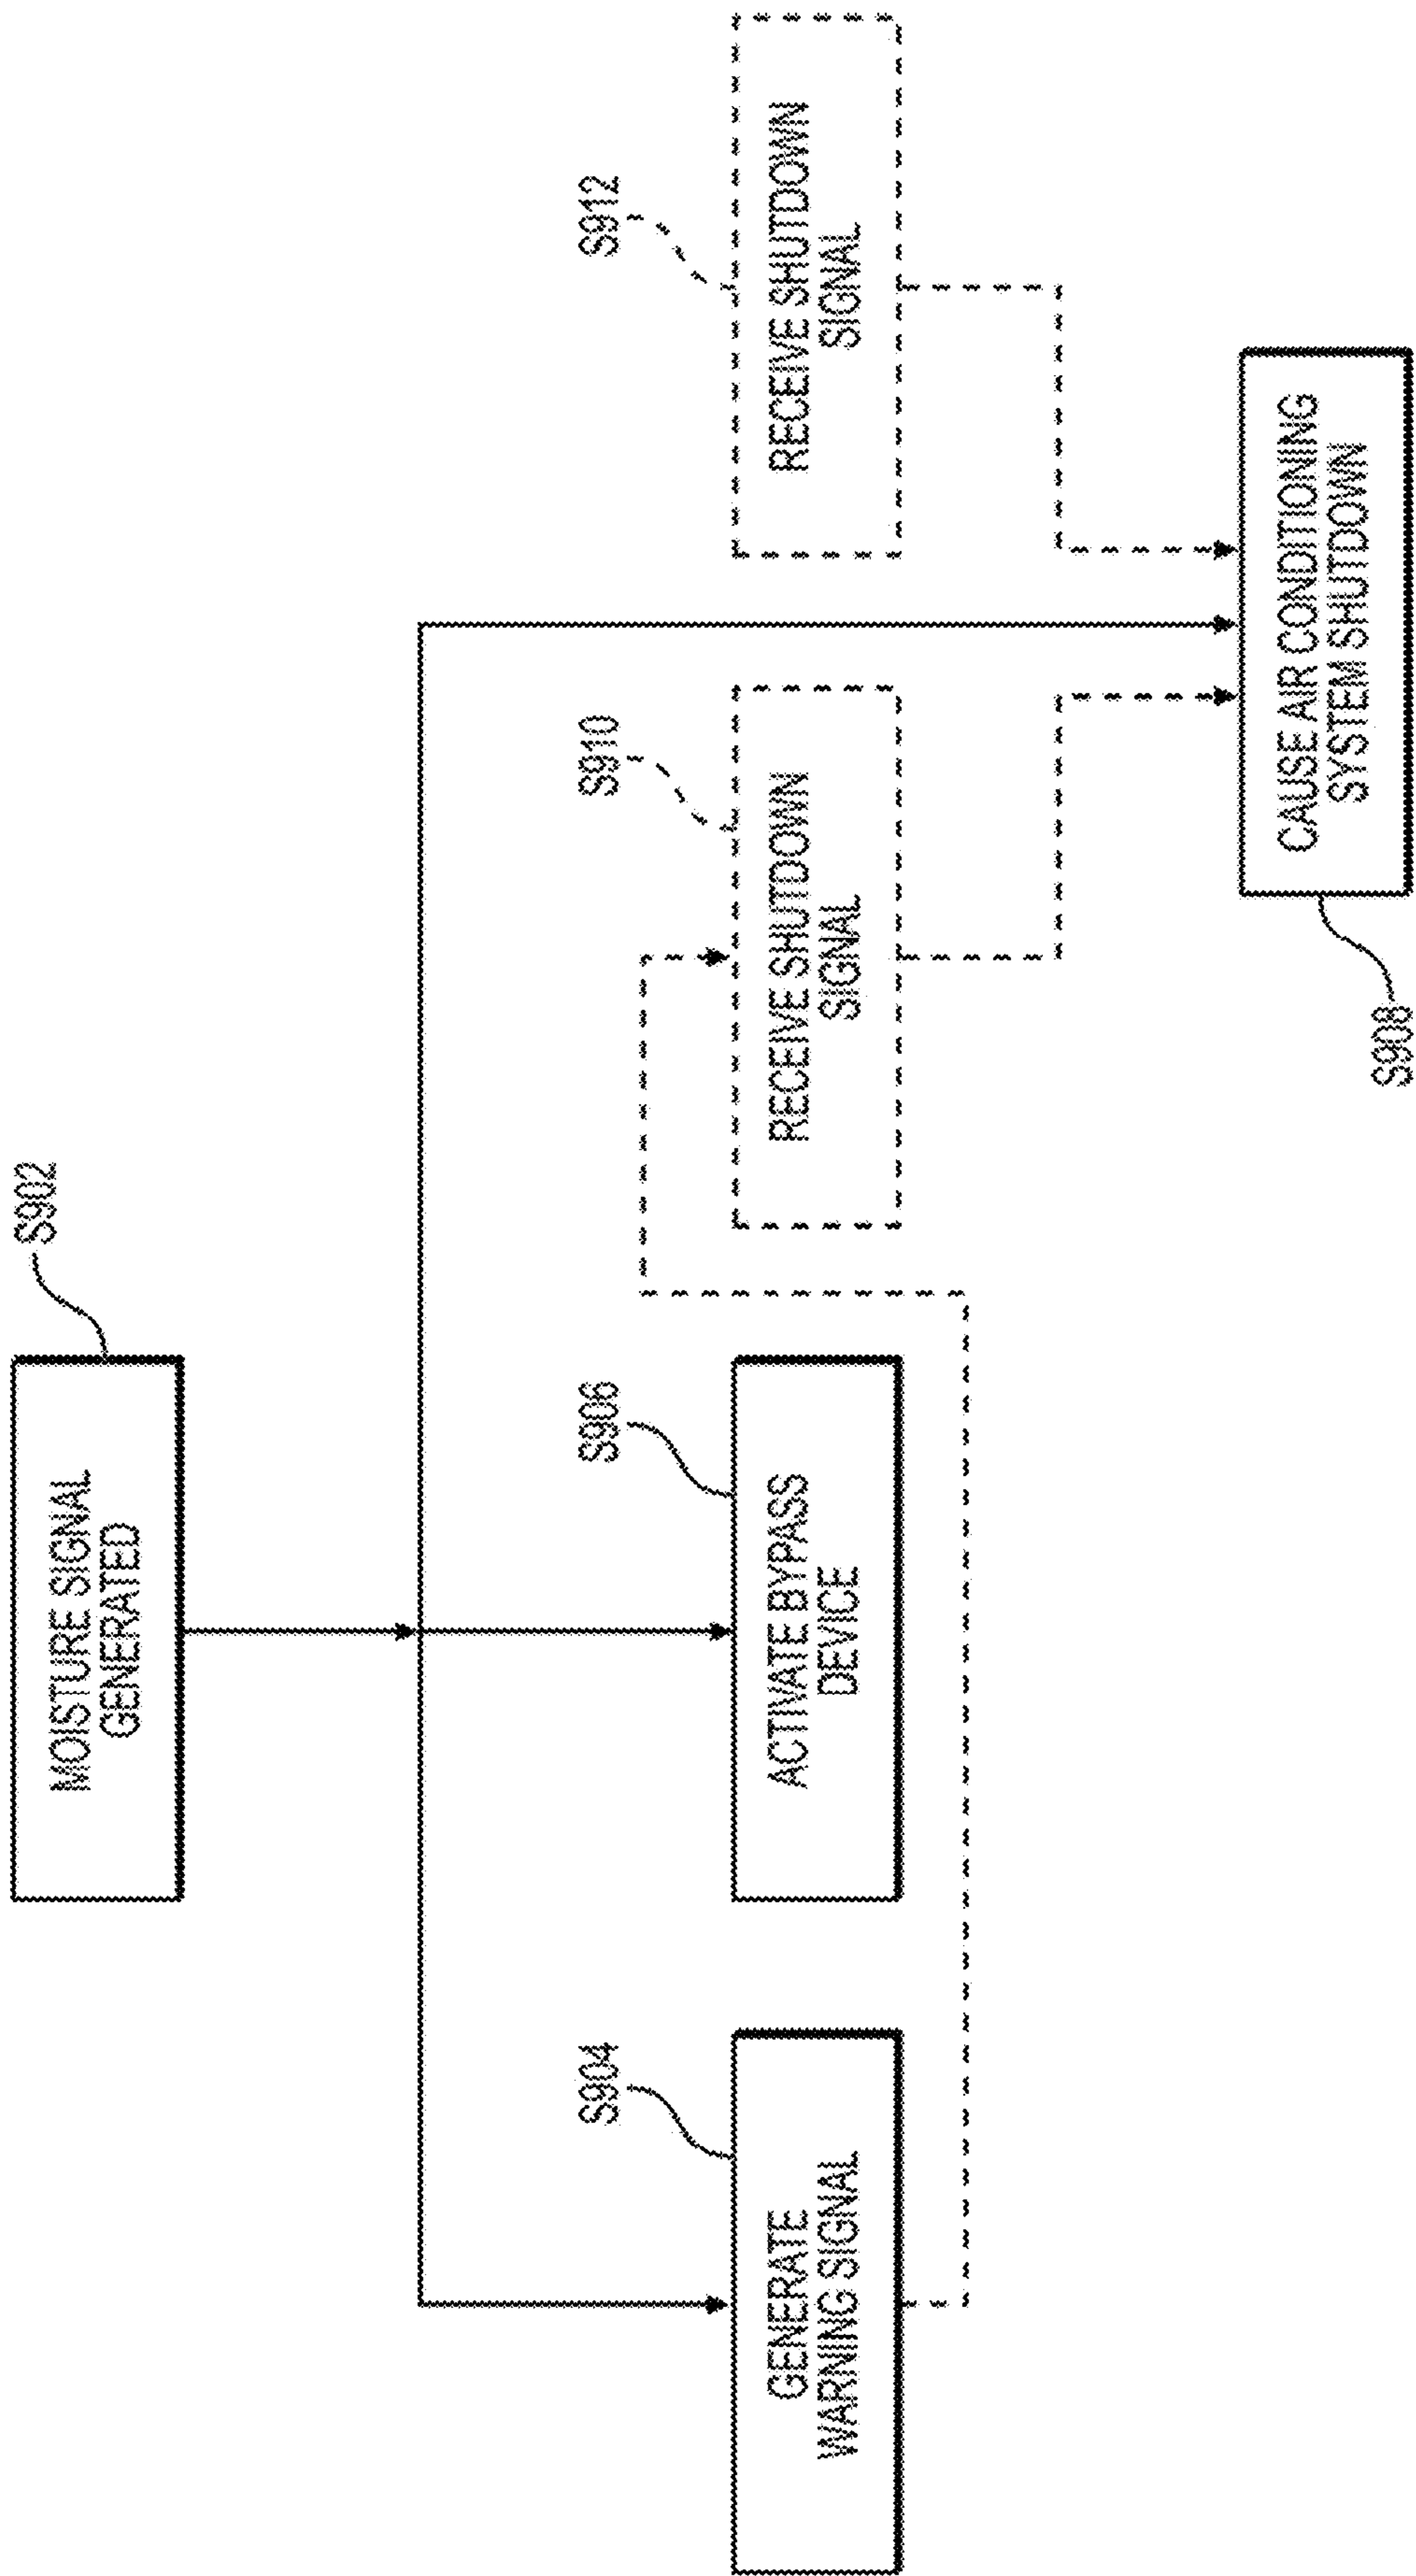 S902
MOISTURE SIGNAL
GENERATED
S904
GENERATE
WARNING SIGNAL
S906
ACTIVATE BYPASS
DEVICE
S910
RECEIVE SHUTDOWN
SIGNAL
S912
RECEIVE SHUTDOWN
SIGNAL
CAUSE AIR CONDITIONING
SYSTEM SHUTDOWN
S908